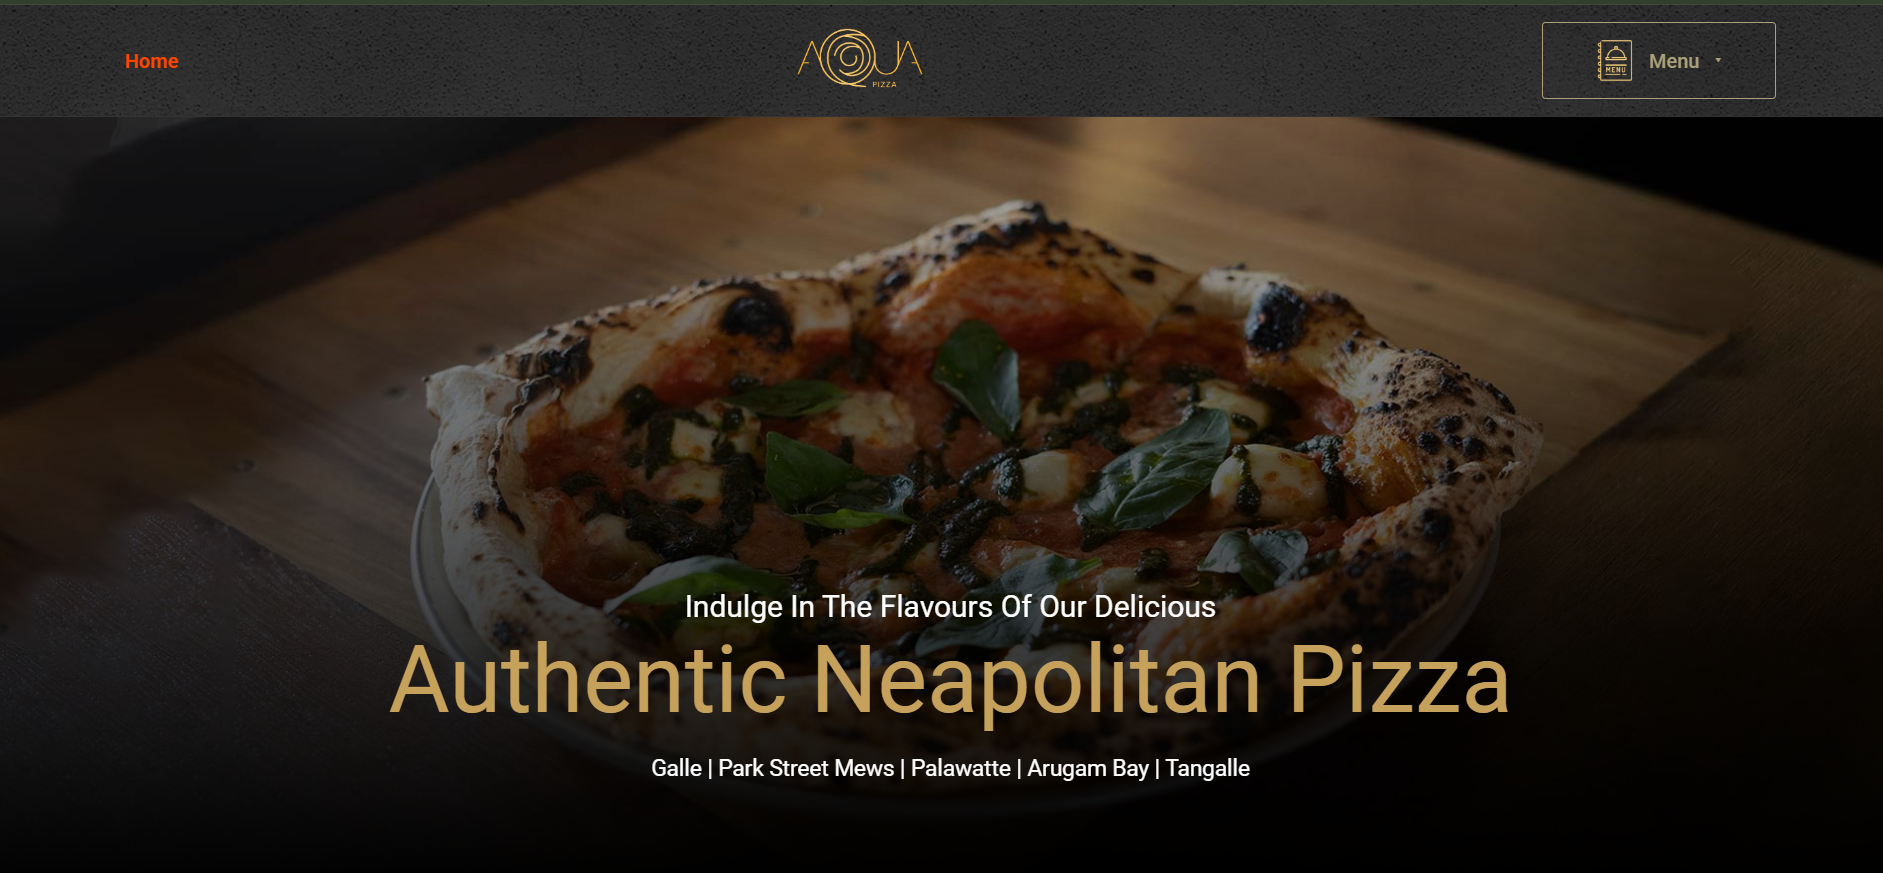 Home
AQUA
PIZZA
MENU
Menu
Indulge In The Flavours Of Our Delicious
Authentic Neapolitan Pizza
Galle | Park Street Mews | Palawatte | Arugam Bay | Tangalle